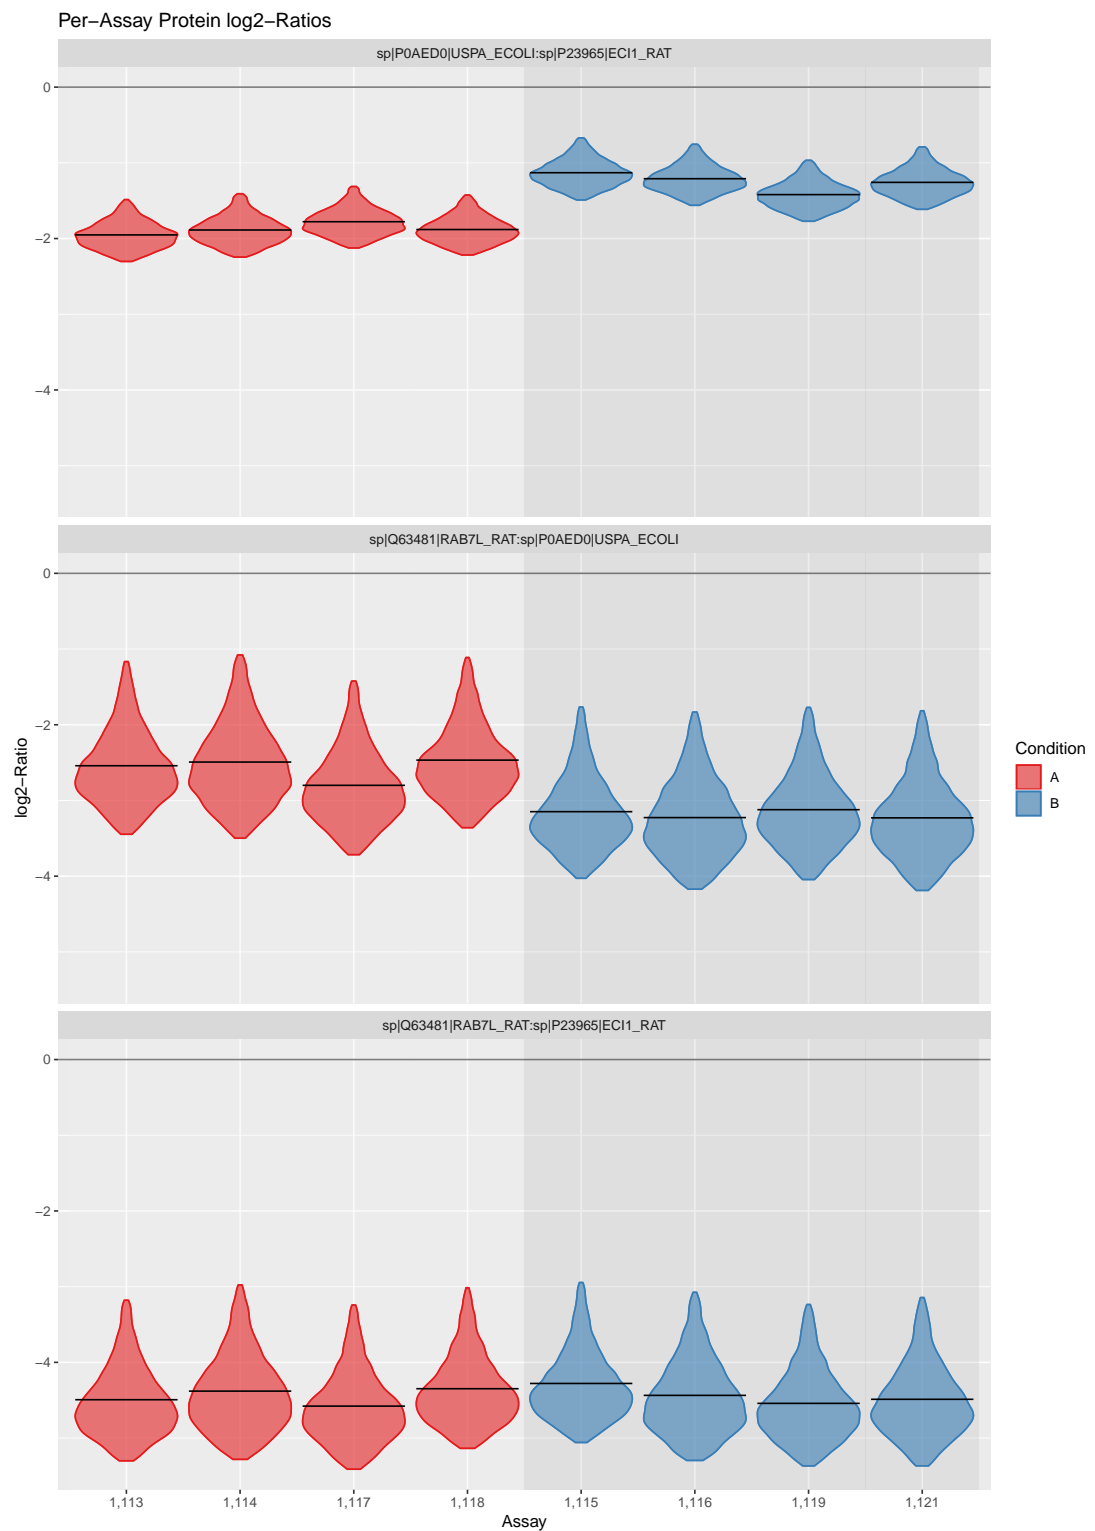 Per−Assay Protein log2−Ratios
sp|P0AED0|USPA_ECOLI:sp|P23965|ECI1_RAT
0
−2
−4
sp|Q63481|RAB7L_RAT:sp|P0AED0|USPA_ECOLI
0
−2
−4
log2−Ratio
Condition
A
B
sp|Q63481|RAB7L_RAT:sp|P23965|ECI1_RAT
0
−2
−4
1,113 1,114 1,117 1,118 1,115 1,116 1,119 1,121
Assay